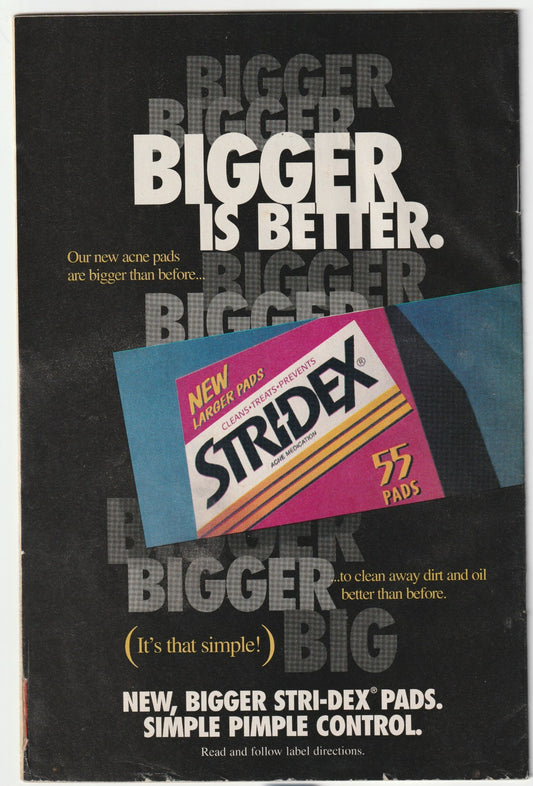 BIGGER
BIGGER
BIGGER
IS BETTER.
Our new acne pads
are bigger than before...
BIGGER
BIGGER
NEW
LARGER PADS
CLEANS•TREATS•PREVENTS
STRI-DEX®
ACNE MEDICATION
55
PADS
BIGGER
BIGGER
...to clean away dirt and oil
better than before.
(It's that simple!)
BIG
NEW, BIGGER STRI-DEX® PADS.
SIMPLE PIMPLE CONTROL.
Read and follow label directions.